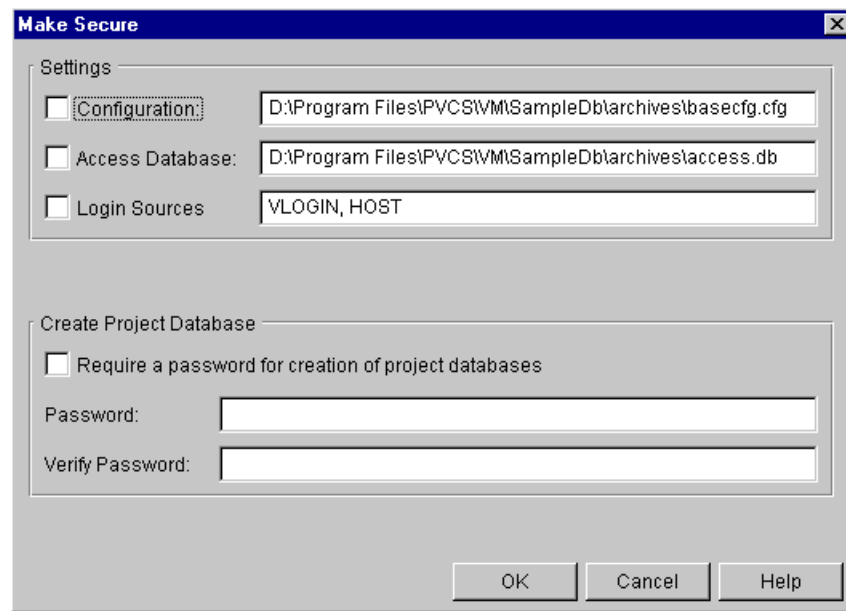 Make Secure
Settings
Configuration: D:\Program Files\PVCS\VM\SampleDb\archives\basecfg.cfg
Access Database: D:\Program Files\PVCS\VM\SampleDb\archives\access.db
Login Sources VLOGIN, HOST
Create Project Database
Require a password for creation of project databases
Password:
Verify Password:
OK Cancel Help